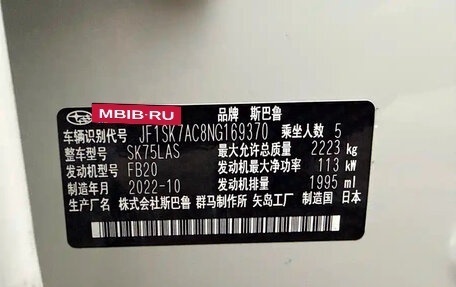 MBIB·RU
品牌 斯巴鲁
车辆识别代号 JF1SK7AC8NG169370 乘坐人数 5
整车型号 SK75LAS 最大允许总质量 2223 kg
发动机型号 FB20 发动机最大净功率 113 kW
制造年月 2022-10 发动机排量 1995 ml
生产厂名 株式会社斯巴鲁 群马制作所 矢岛工厂 制造国 日本